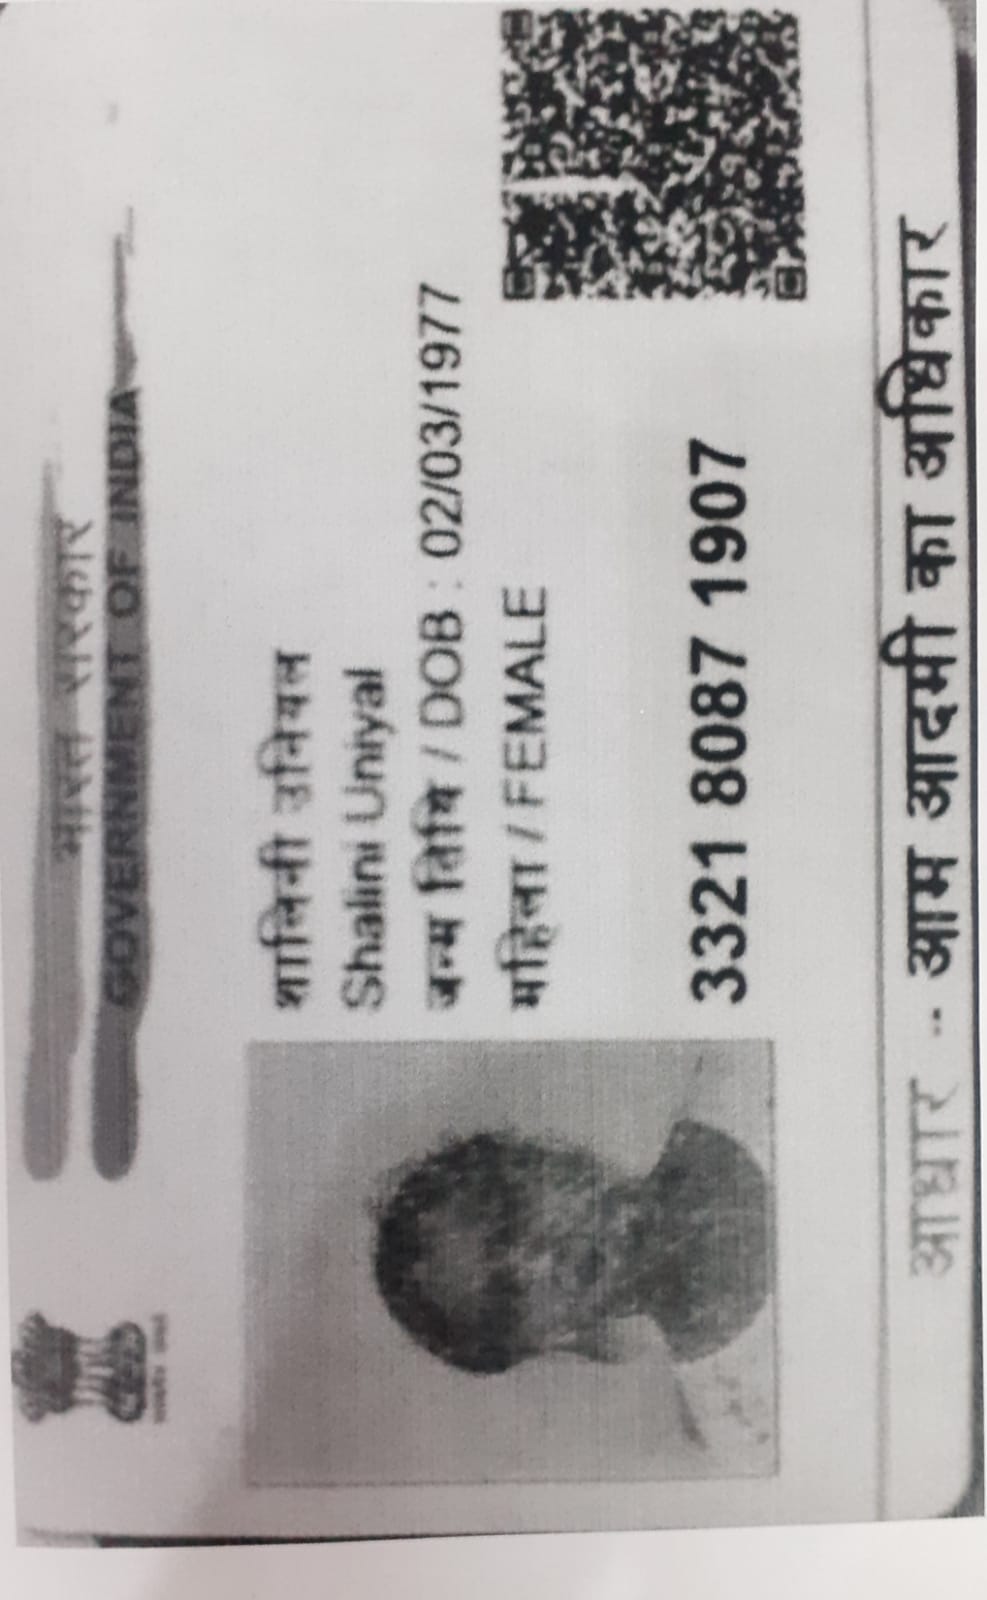 भारत सरकार
GOVERNMENT OF INDIA
शालिनी उनियाल
Shalini Uniyal
जन्म तिथि / DOB : 02/03/1977
महिला / FEMALE
3321 8087 1907
आधार -- आम आदमी का अधिकार